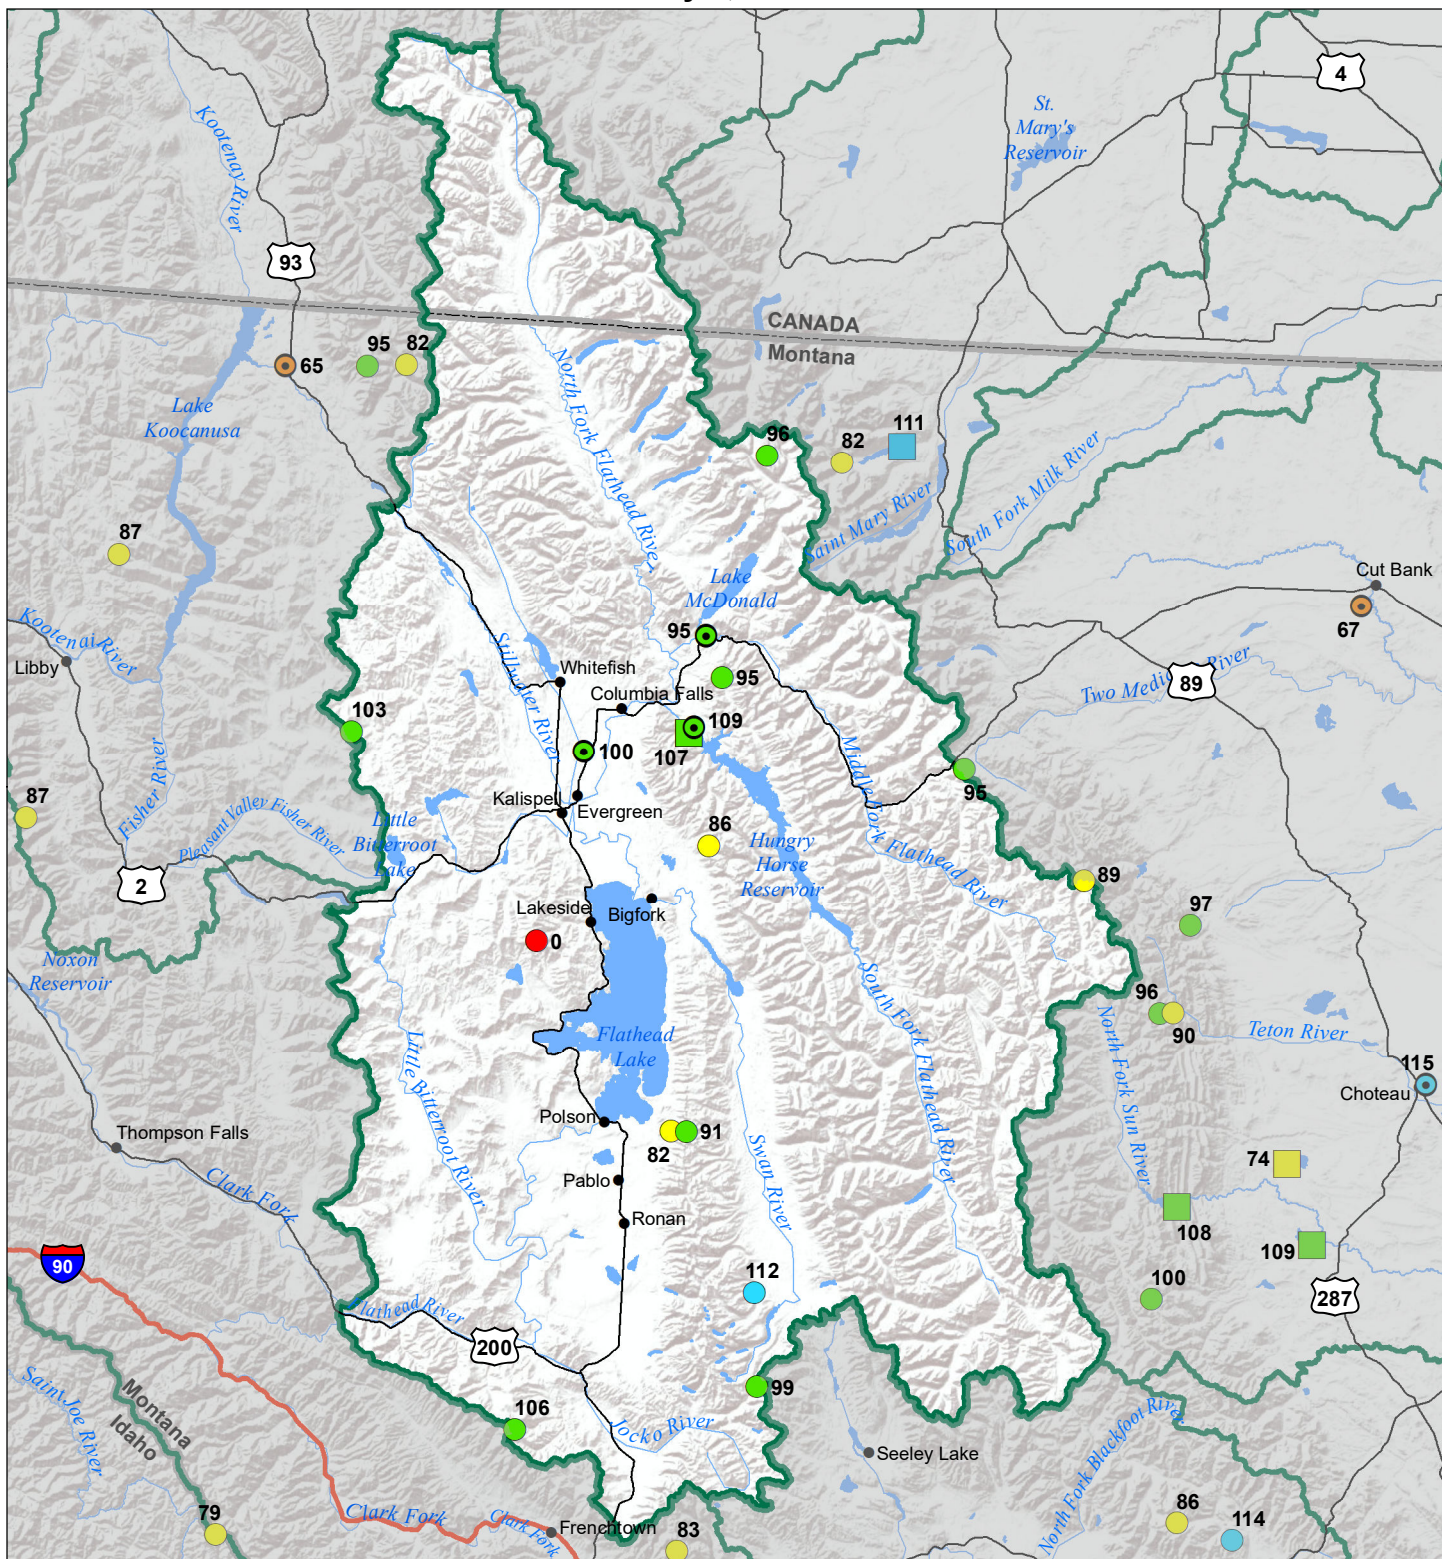 4
St.
Mary's
Reservoir
Kootenay River
93
CANADA
Montana
65
95
82
Lake
Koocanusa
North Fork Flathead River
96
82
111
Saint Mary River
South Fork Milk River
87
Cut Bank
67
Lake
McDonald
95
Kootenai River
Libby
Stillwater River
Whitefish
95
Columbia Falls
Two Medicine River
89
103
109
107
100
Middle Fork Flathead River
95
87
Fisher River
Pleasant Valley Fisher River
Kalispell
Evergreen
Little
Bitterroot
Lake
86
Hungry
Horse
Reservoir
2
89
Lakeside
Bigfork
97
0
Noxon
Reservoir
South Fork Flathead River
96
90
North Fork Sun River
Teton River
Flathead
Lake
Little Bitterroot River
115
Choteau
Polson
82
91
Thompson Falls
Swan River
74
Pablo
Clark Fork
Ronan
108
109
90
112
100
287
Flathead River
200
99
Saint Joe River
Montana
Idaho
106
Jocko River
North Fork Blackfoot River
Seeley Lake
79
Clark Fork
Clark Fork
Frenchtown
83
86
114